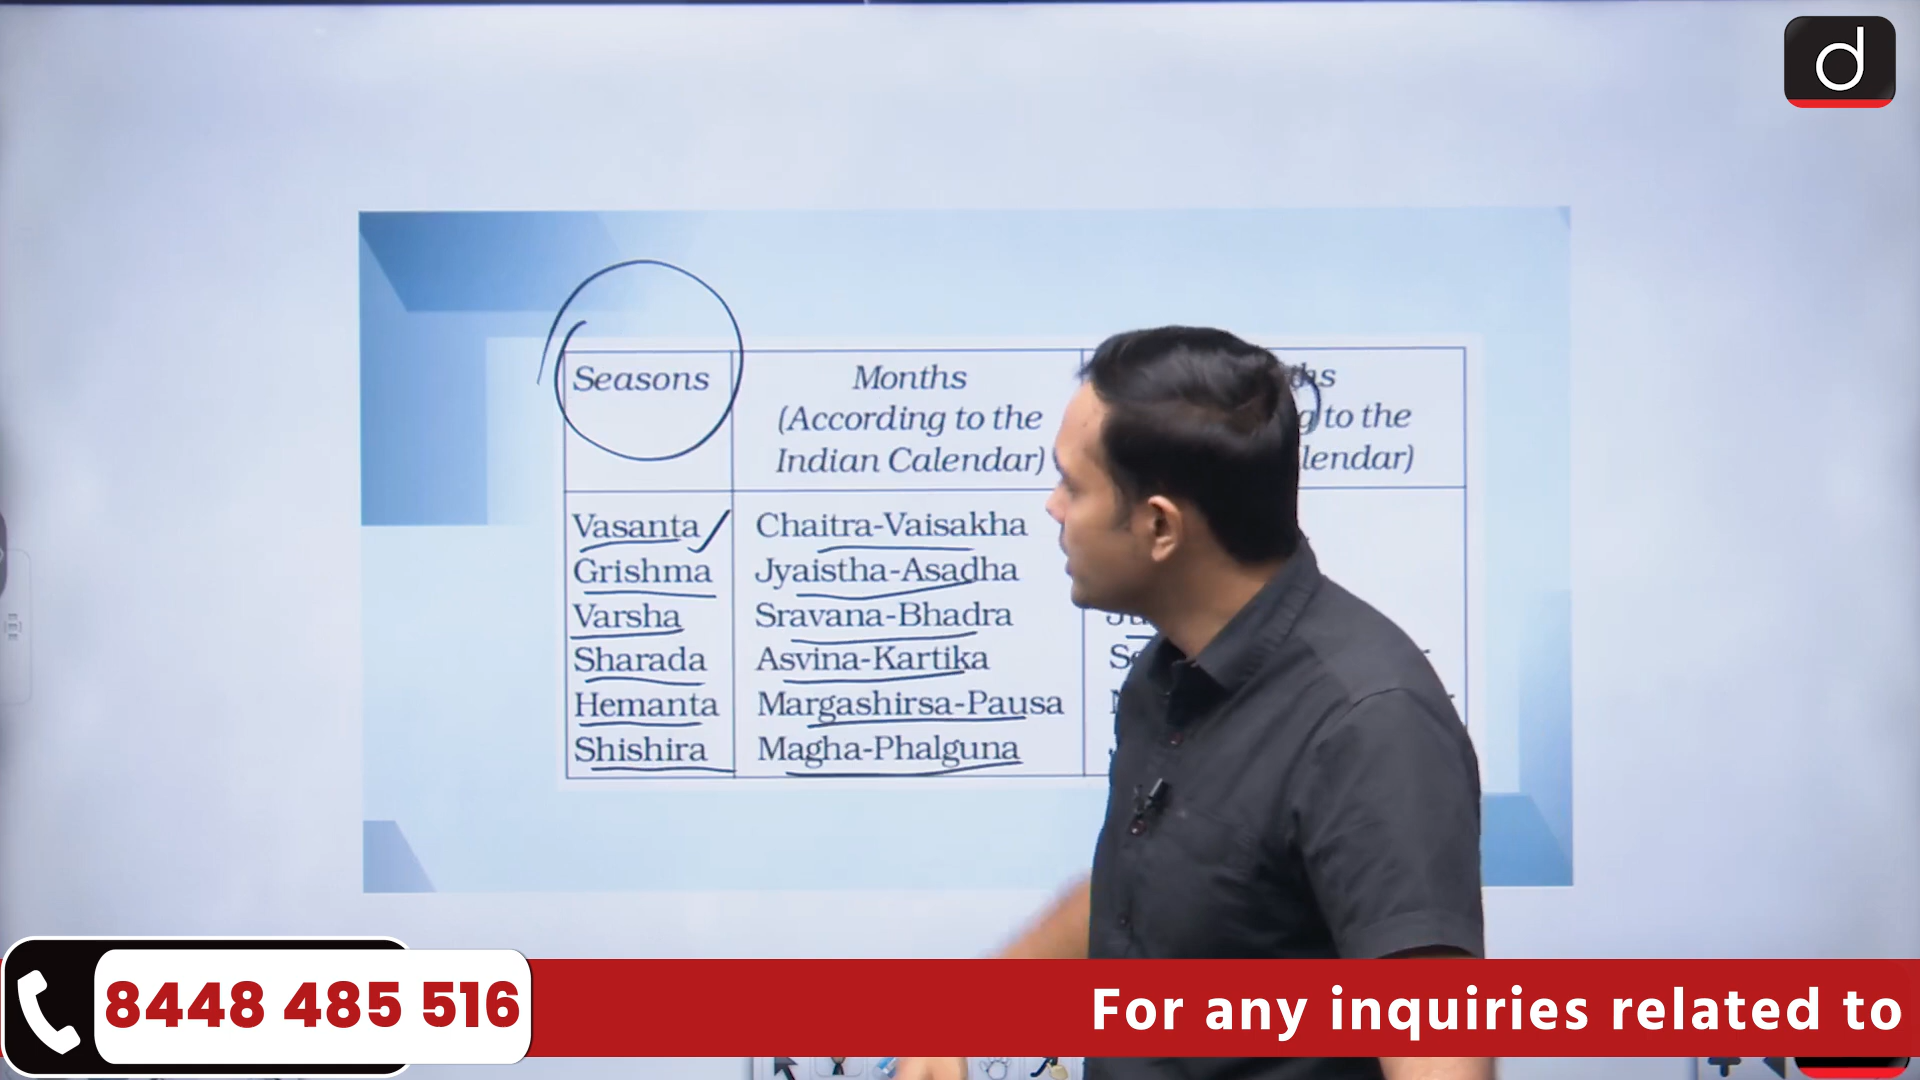 d
Seasons
Months
(According to the
Indian Calendar)
to the
Vasanta
Chaitra-Vaisakha
Grishma
Jyaistha-Asadha
Varsha
Sravana-Bhadra
Sharada
Asvina-Kartika
Hemanta
Margashirsa-Pausa
Shishira
Magha-Phalguna
8448 485 516
For any inquiries related to